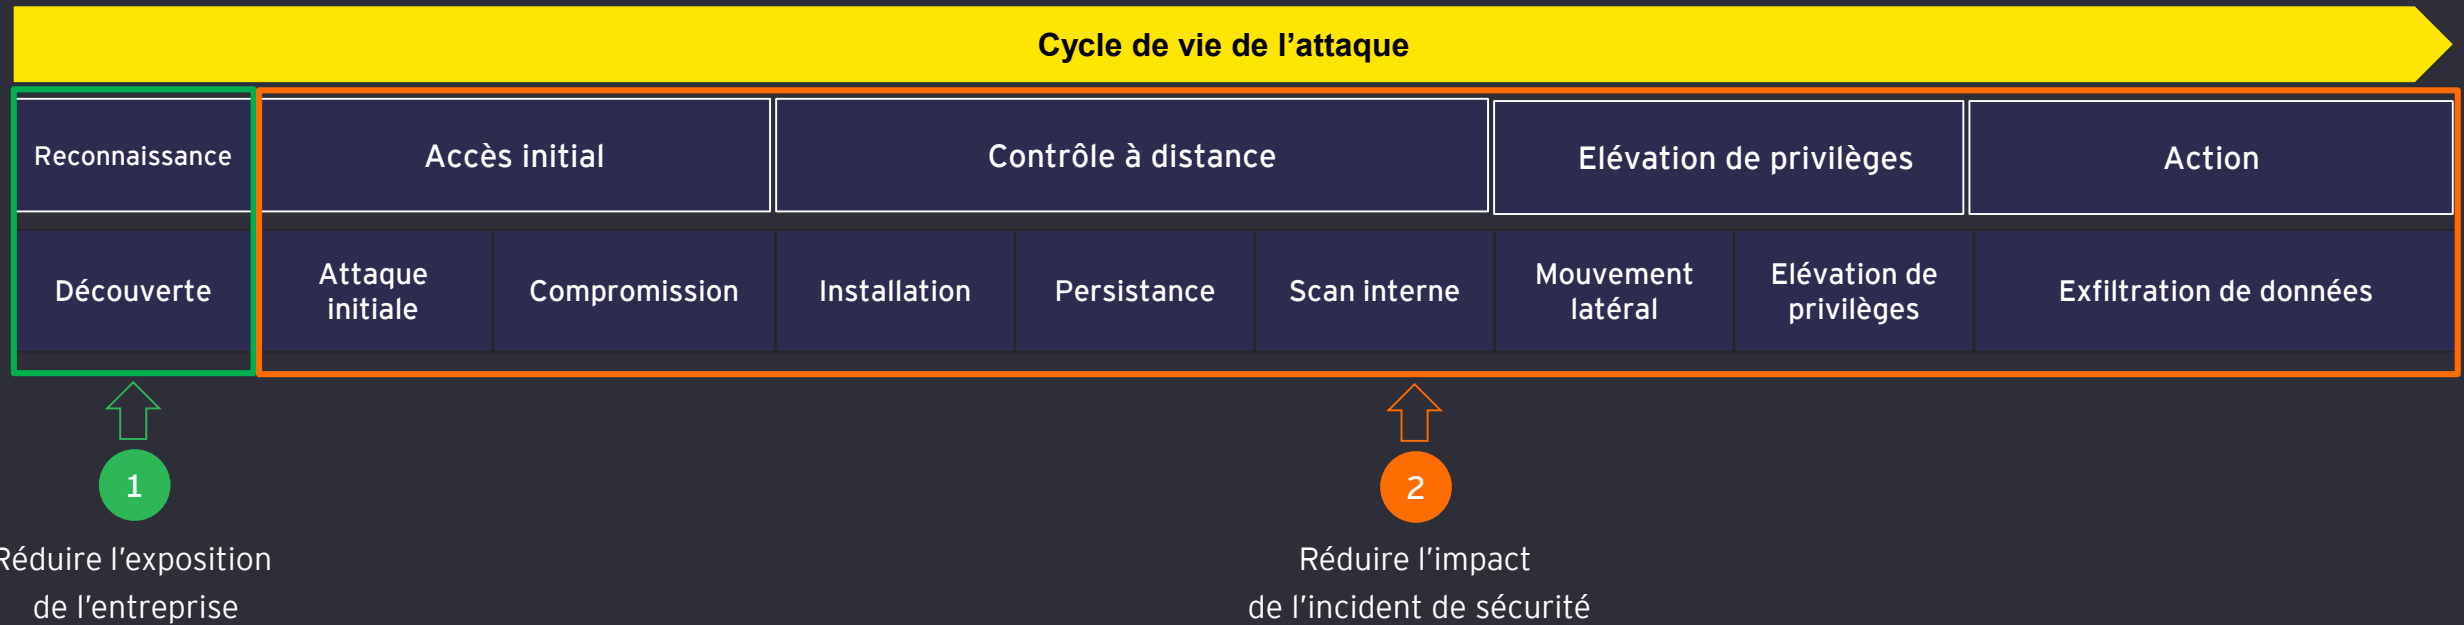 Cycle de vie de l’attaque
Reconnaissance
Accès initial
Contrôle à distance
Elévation de privilèges
Action
Découverte
Attaque
initiale
Compromission
Installation
Persistance
Scan interne
Mouvement
latéral
Elévation de
privilèges
Exfiltration de données
1
Réduire l’exposition
de l’entreprise
2
Réduire l’impact
de l’incident de sécurité